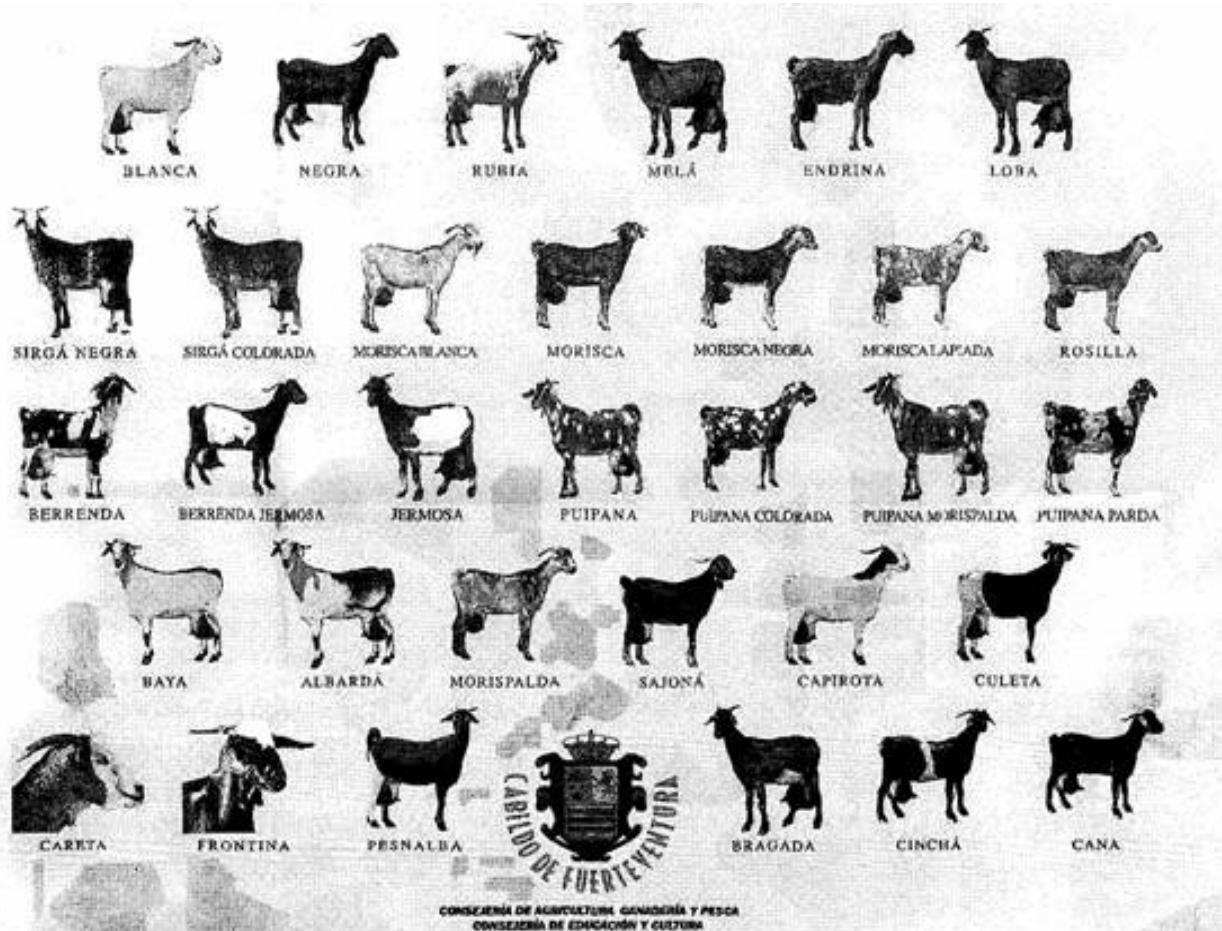 BLANCA
NEGRA
RUBIA
MELÁ
ENDRINA
LOBA
SIRGÁ NEGRA
SIRGÁ COLORADA
MORISCA BLANCA
MORISCA
MORISCA NEGRA
MORISCA LAPIADA
ROSILLA
BERRENDA
BERRENDA JERMOSA
JERMOSA
PUIPANA
PUIPANA COLORADA
PUIPANA MORISPALDA
PUIPANA PARDA
BAYA
ALBARDÁ
MORISPALDA
SAJONÁ
CAPIROTA
CULETA
CARETA
FRONTINA
PESNALBA
CABILDO DE FUERTEVENTURA
BRAGADA
CINCHÁ
CANA
CONSEJERÍA DE AGRICULTURA GANADERÍA Y PESCA
CONSEJERÍA DE EDUCACIÓN Y CULTURA